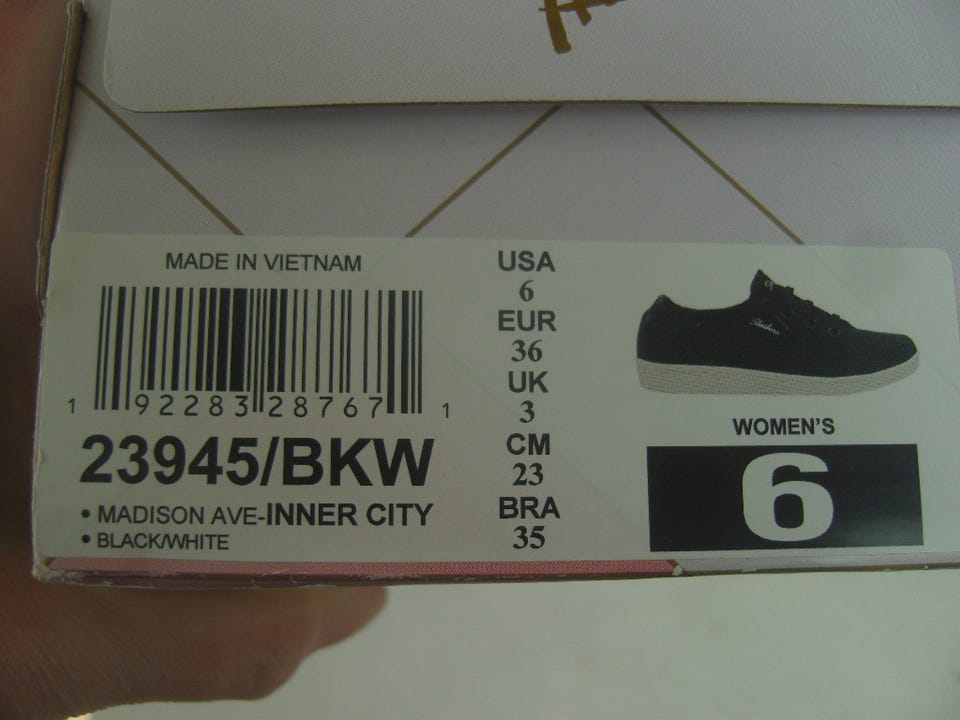 MADE IN VIETNAM
1 92283 28767 1
23945/BKW
• MADISON AVE-INNER CITY
• BLACK/WHITE
USA
6
EUR
36
UK
3
CM
23
BRA
35
Skechers
WOMEN'S
6